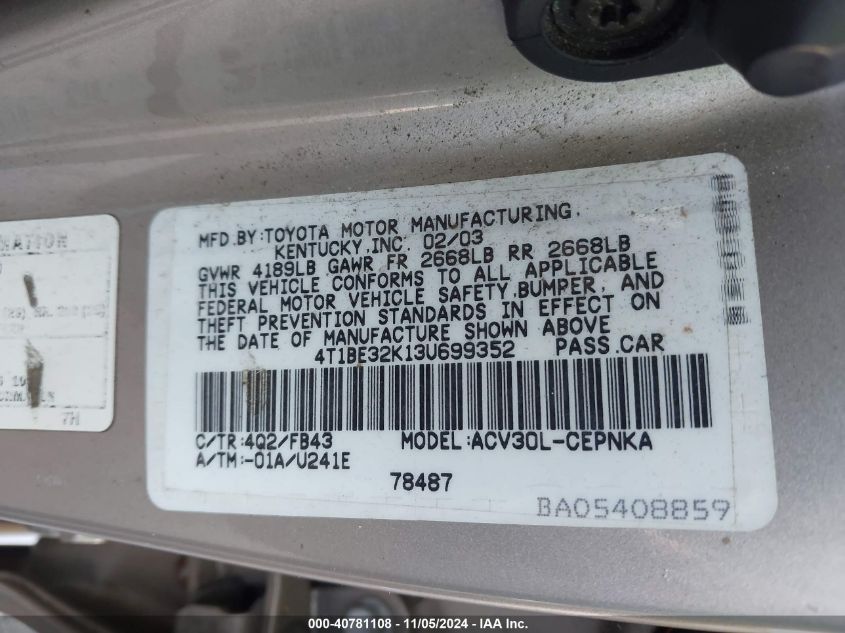 MFD.BY:TOYOTA MOTOR MANUFACTURING,
KENTUCKY,INC. 02/03
GVWR 4189LB GAWR FR 2668LB RR 2668LB
THIS VEHICLE CONFORMS TO ALL APPLICABLE
FEDERAL MOTOR VEHICLE SAFETY,BUMPER, AND
THEFT PREVENTION STANDARDS IN EFFECT ON
THE DATE OF MANUFACTURE SHOWN ABOVE
4T1BE32K13U699352 PASS.CAR
C/TR:4Q2/FB43 MODEL:ACV30L-CEPNKA
A/TM:-01A/U241E
78487
BA05408859
7H
000-40781108 - 11/05/2024 - IAA Inc.